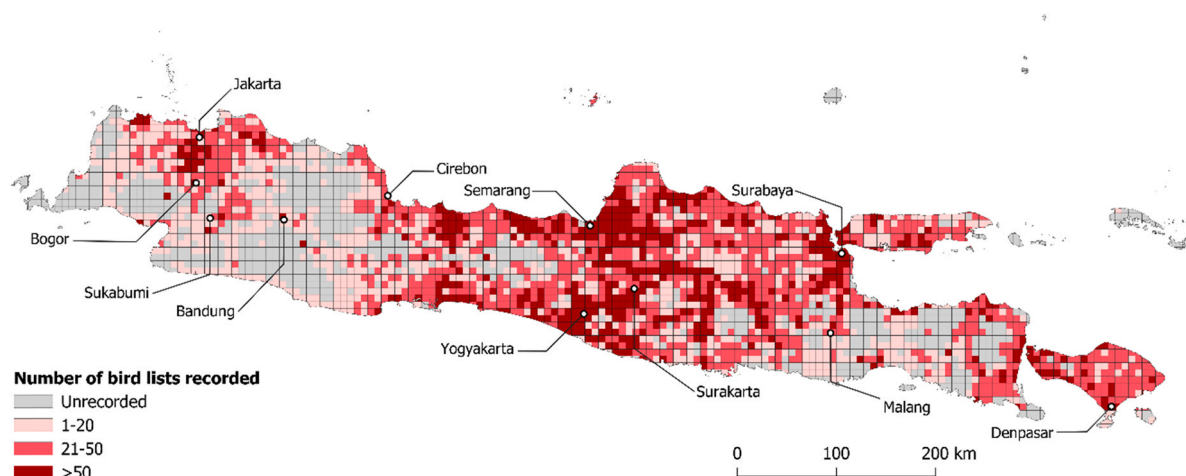 Jakarta
Cirebon
Semarang
Surabaya
Bogor
Sukabumi
Bandung
Yogyakarta
Surakarta
Malang
Denpasar
Number of bird lists recorded
Unrecorded
1-20
21-50
>50
0 100 200 km